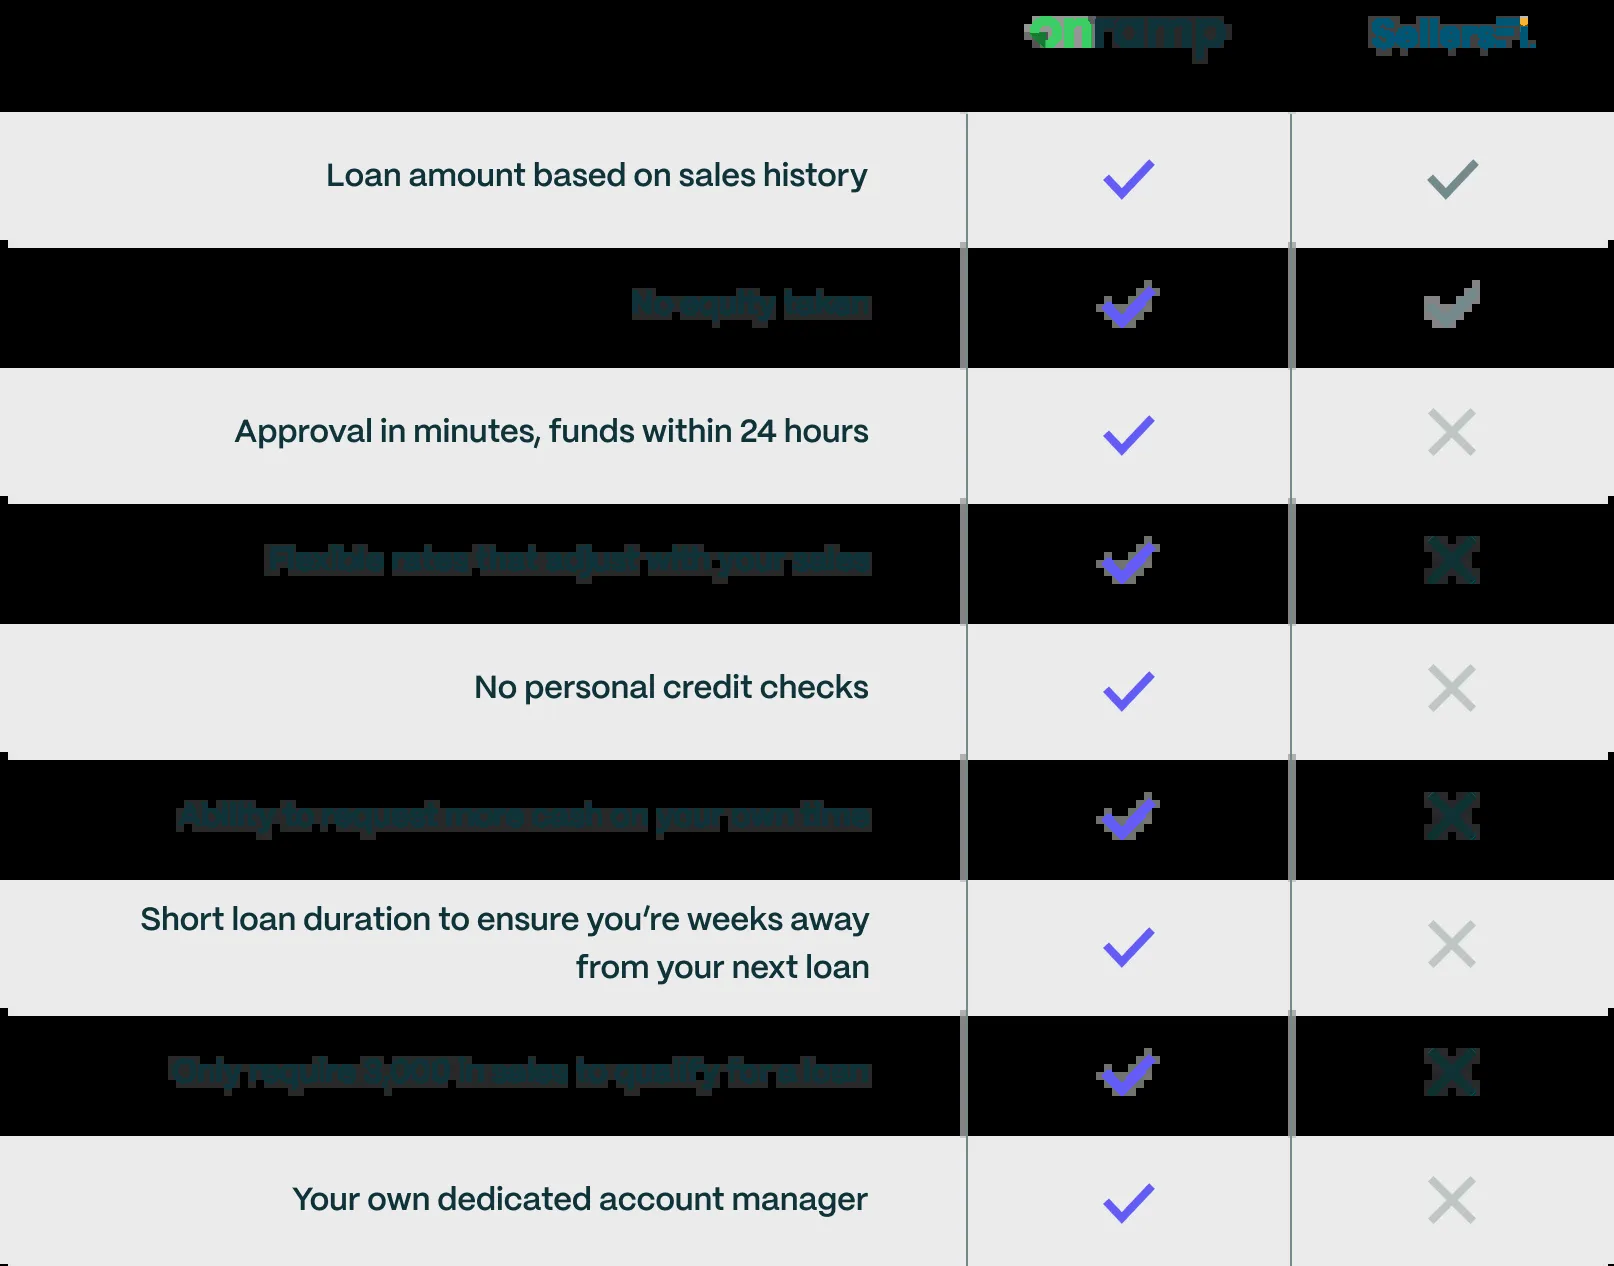 onramp
SellersFi
Loan amount based on sales history
No equity taken
Approval in minutes, funds within 24 hours
Flexible rates that adjust with your sales
No personal credit checks
Ability to request more cash on your own time
Short loan duration to ensure you’re weeks away
from your next loan
Only require in sales to qualify for a loan
Your own dedicated account manager